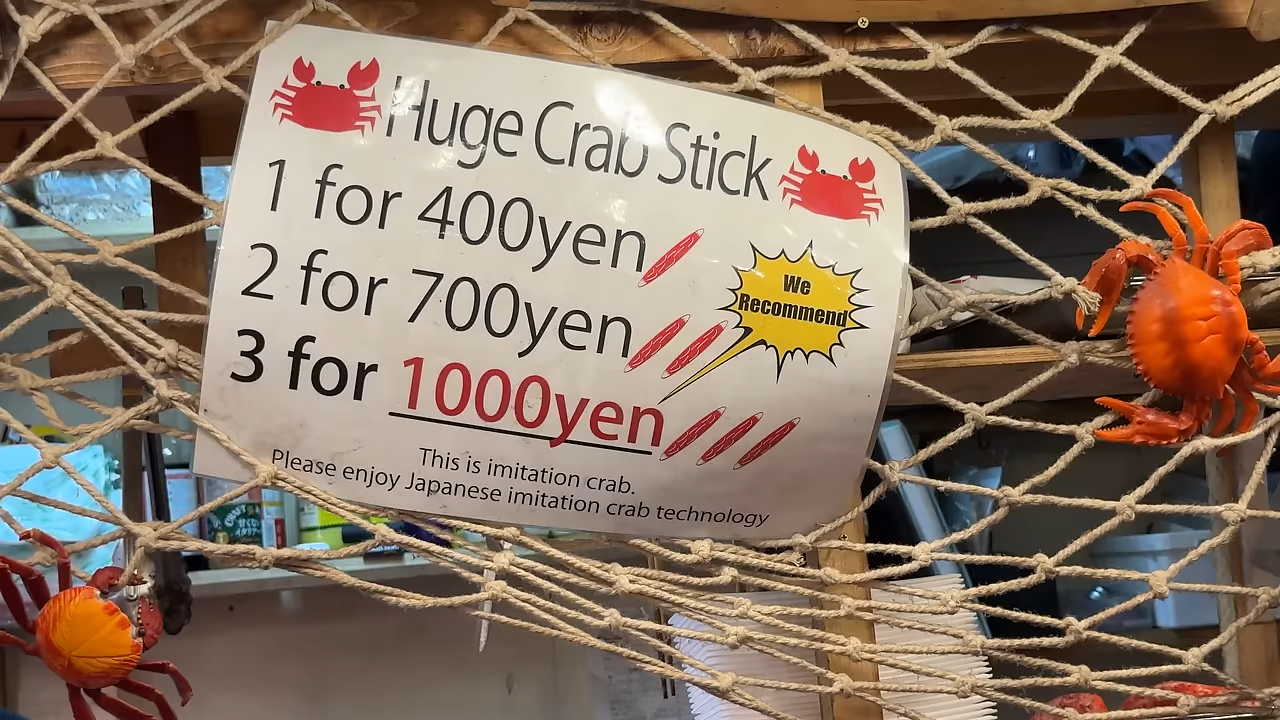 Huge Crab Stick
1 for 400yen
2 for 700yen
3 for 1000yen
We
Recommend
This is imitation crab.
Please enjoy Japanese imitation crab technology